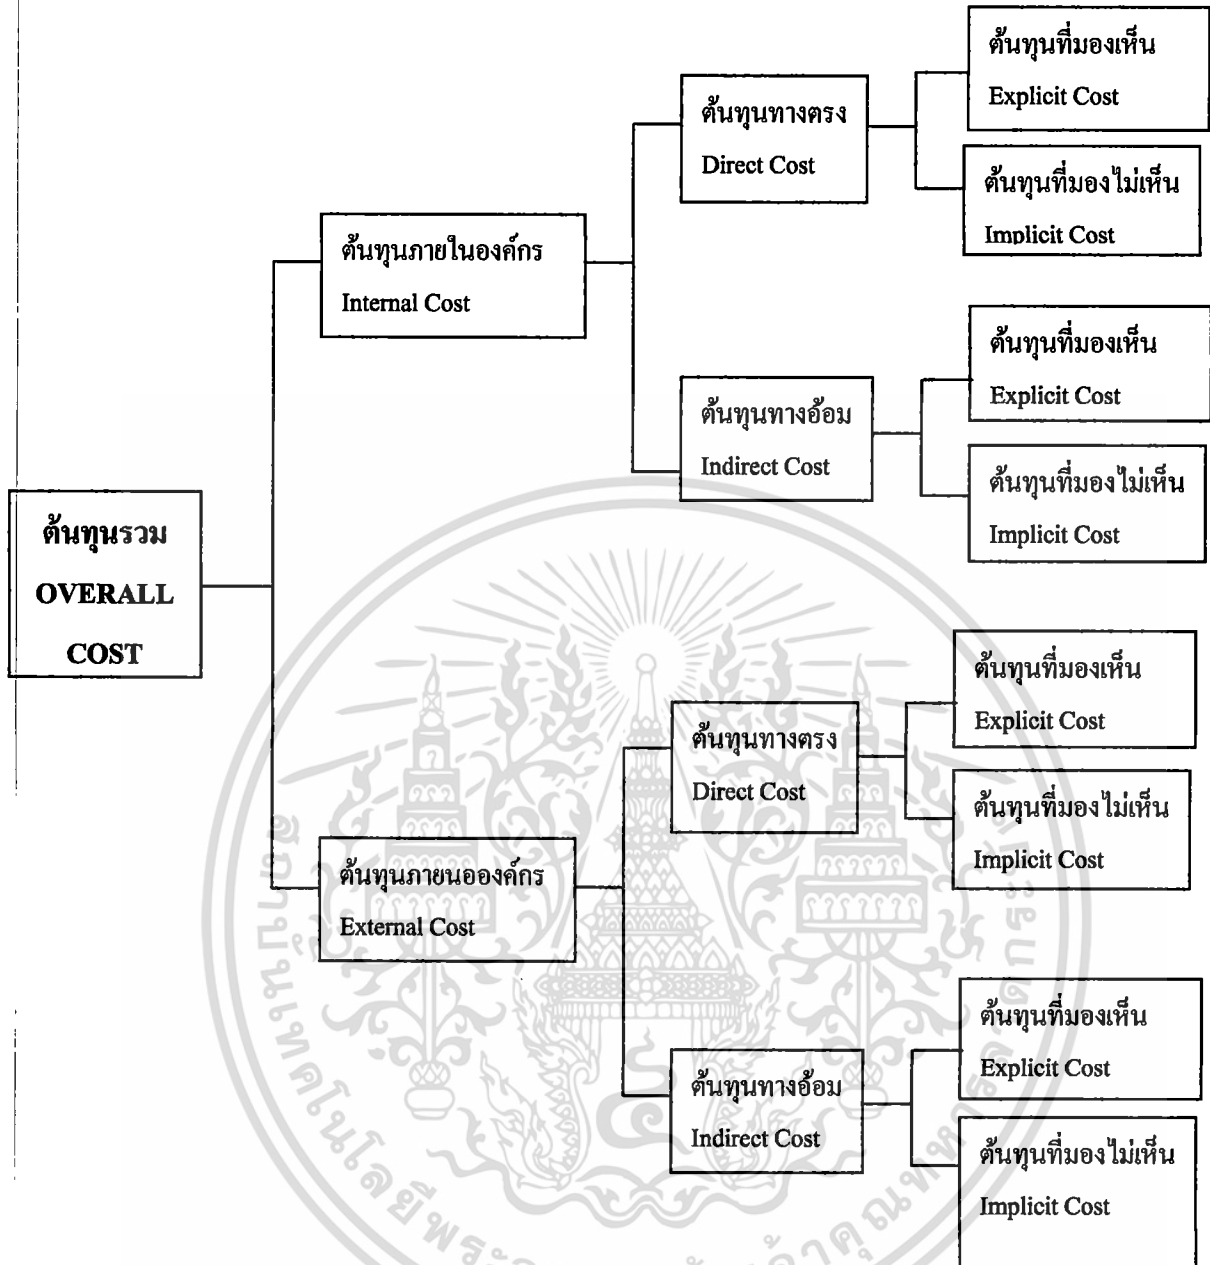 ต้นทุนรวม
OVERALL
COST
ต้นทุนภายในองค์กร
Internal Cost
ต้นทุนทางตรง
Direct Cost
ต้นทุนที่มองเห็น
Explicit Cost
ต้นทุนที่มองไม่เห็น
Implicit Cost
ต้นทุนทางอ้อม
Indirect Cost
ต้นทุนที่มองเห็น
Explicit Cost
ต้นทุนที่มองไม่เห็น
Implicit Cost
ต้นทุนภายนอองค์กร
External Cost
ต้นทุนทางตรง
Direct Cost
ต้นทุนที่มองเห็น
Explicit Cost
ต้นทุนที่มองไม่เห็น
Implicit Cost
ต้นทุนทางอ้อม
Indirect Cost
ต้นทุนที่มองเห็น
Explicit Cost
ต้นทุนที่มองไม่เห็น
Implicit Cost